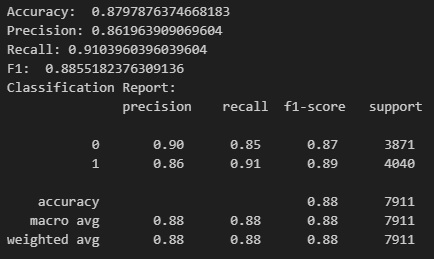 Accuracy:  0.8797876374668183
Precision: 0.861963909069604
Recall: 0.9103960396039604
F1:  0.8855182376309136
Classification Report:
              precision    recall  f1-score   support

           0       0.90      0.85      0.87      3871
           1       0.86      0.91      0.89      4040

    accuracy                           0.88      7911
   macro avg       0.88      0.88      0.88      7911
weighted avg       0.88      0.88      0.88      7911